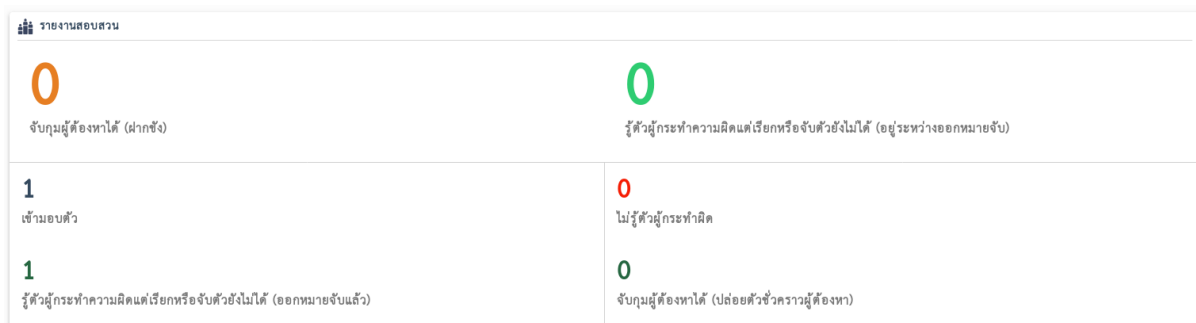 รายงานสอบสวน
0
จับกุมผู้ต้องหาได้ (ฝากขัง)
0
รู้ตัวผู้กระทำความผิดแต่เรียกหรือจับตัวยังไม่ได้ (อยู่ระหว่างออกหมายจับ)
1
เข้ามอบตัว
0
ไม่รู้ตัวผู้กระทำผิด
1
รู้ตัวผู้กระทำความผิดแต่เรียกหรือจับตัวยังไม่ได้ (ออกหมายจับแล้ว)
0
จับกุมผู้ต้องหาได้ (ปล่อยตัวชั่วคราวผู้ต้องหา)